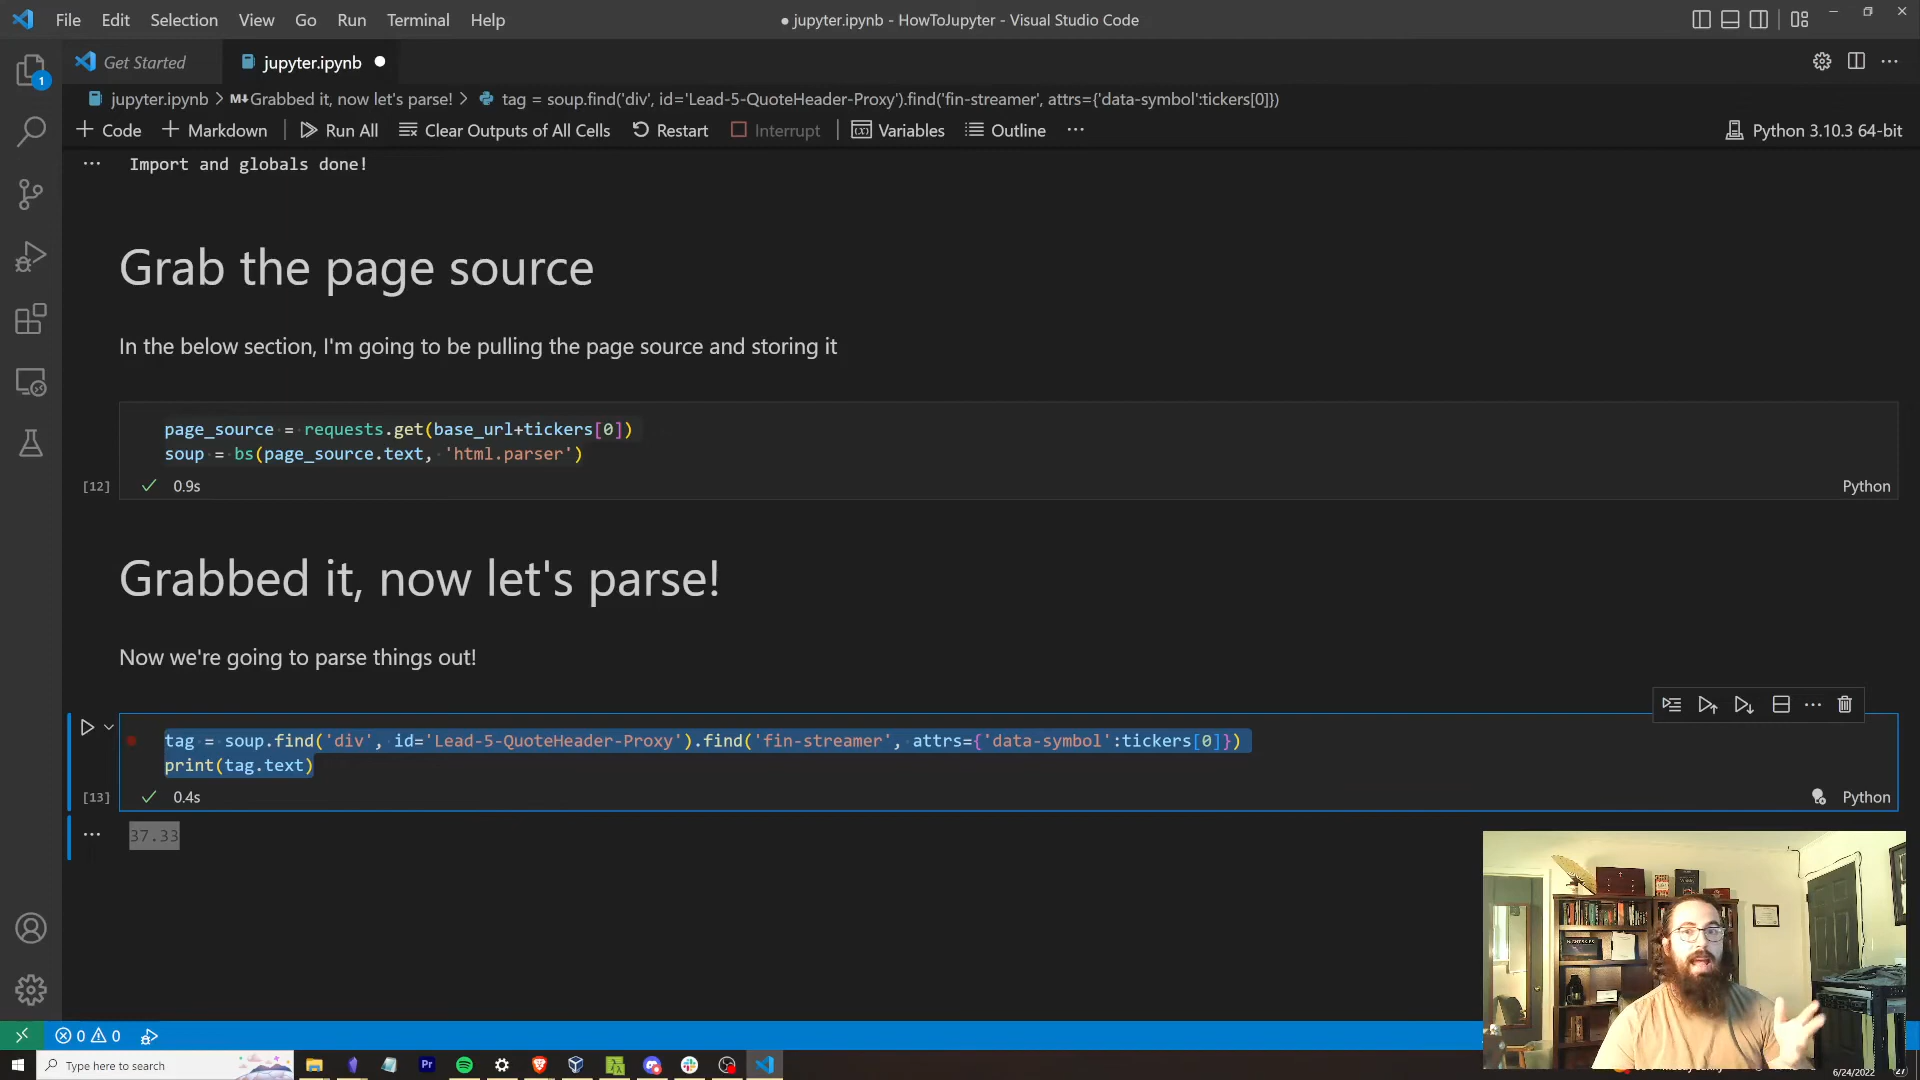 File Edit Selection View Go Run Terminal Help
● jupyter.ipynb - HowToJupyter - Visual Studio Code
1
Get Started
jupyter.ipynb
jupyter.ipynb > M↓Grabbed it, now let's parse! > tag = soup.find('div', id='Lead-5-QuoteHeader-Proxy').find('fin-streamer', attrs={'data-symbol':tickers[0]})
+ Code + Markdown Run All Clear Outputs of All Cells Restart Interrupt Variables Outline ··· Python 3.10.3 64-bit
··· Import and globals done!
Grab the page source
In the below section, I'm going to be pulling the page source and storing it
page_source = requests.get(base_url+tickers[0])
soup = bs(page_source.text, 'html.parser')
[12] ✓ 0.9s Python
Grabbed it, now let's parse!
Now we're going to parse things out!
tag = soup.find('div', id='Lead-5-QuoteHeader-Proxy').find('fin-streamer', attrs={'data-symbol':tickers[0]})
print(tag.text)
[13] ✓ 0.4s Python
··· 37.33
0 0
Type here to search
Pr
6/24/2022